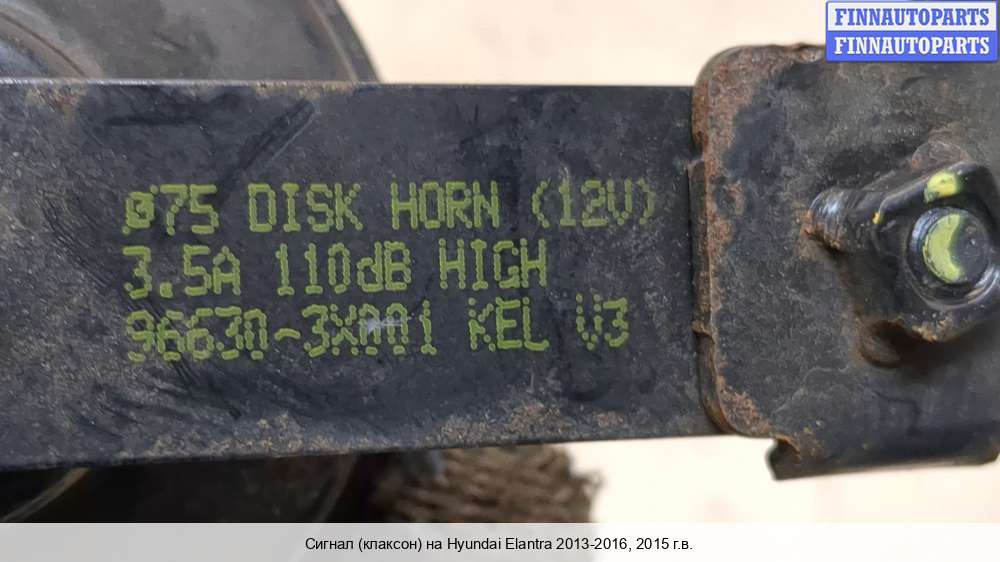 FINNAUTOPARTS
FINNAUTOPARTS
Ø75 DISK HORN (12V)
3.5A 110dB HIGH
96630-3X001 KEL V3
Сигнал (клаксон) на Hyundai Elantra 2013-2016, 2015 г.в.